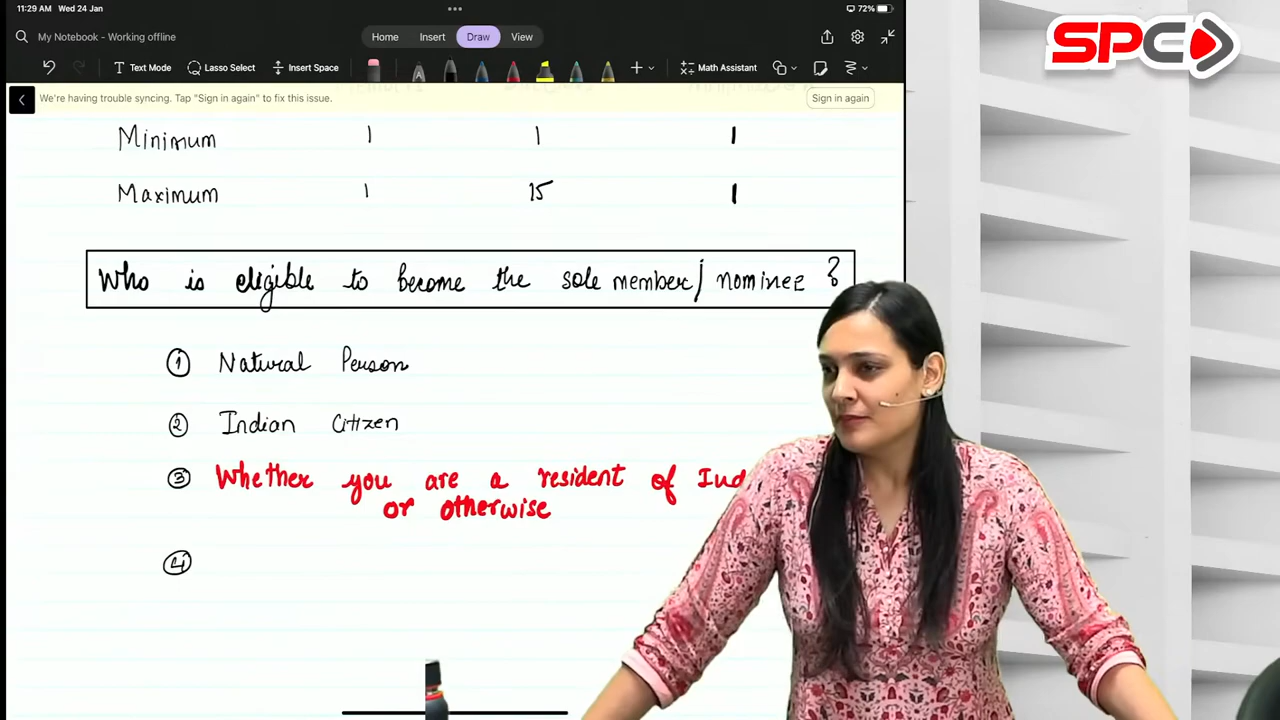 11:29 AM Wed 24 Jan
72%
My Notebook - Working offline
Home Insert Draw View
Text Mode Lasso Select Insert Space Math Assistant
We're having trouble syncing. Tap "Sign in again" to fix this issue.
Sign in again
SPC
Minimum 1 1 1
Maximum 1 15 1
Who is eligible to become the sole member/nominee ?
① Natural Person
② Indian Citizen
③ Whether you are a resident of Ind
or otherwise
④